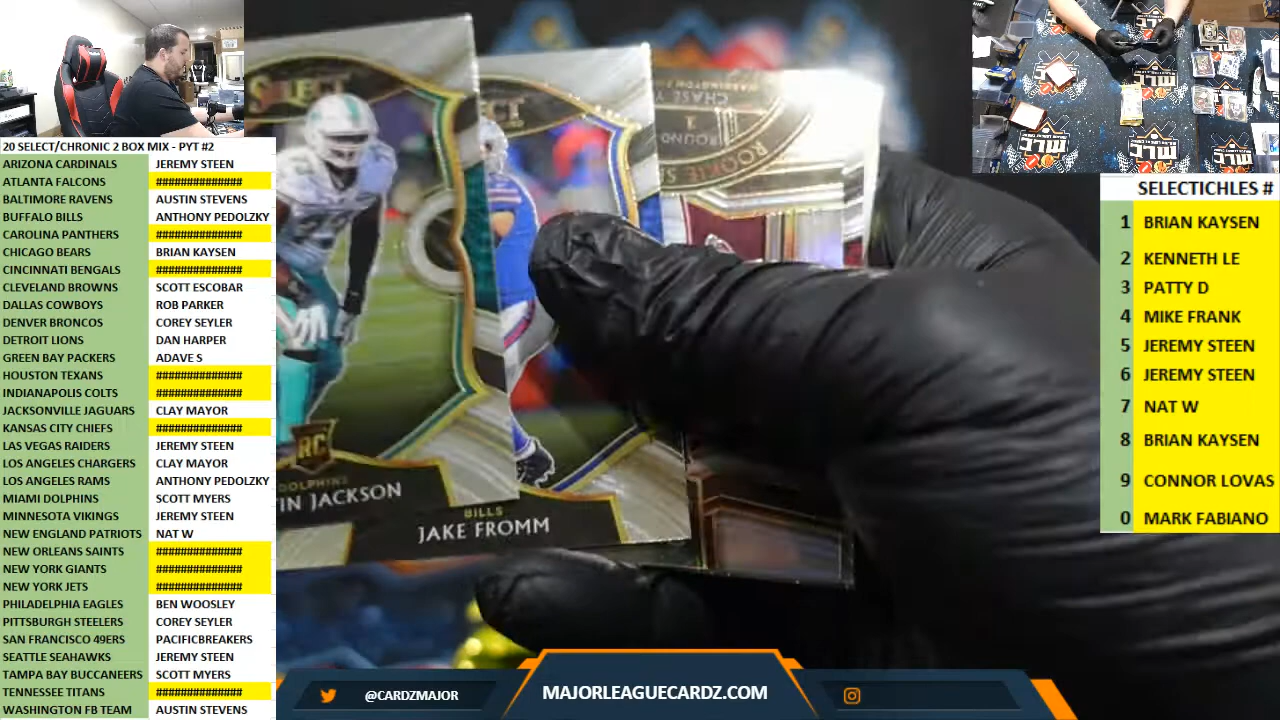 20 SELECT/CHRONIC 2 BOX MIX - PYT #2
ARIZONA CARDINALS JEREMY STEEN
ATLANTA FALCONS ##############
BALTIMORE RAVENS AUSTIN STEVENS
BUFFALO BILLS ANTHONY PEDOLZKY
CAROLINA PANTHERS ##############
CHICAGO BEARS BRIAN KAYSEN
CINCINNATI BENGALS ##############
CLEVELAND BROWNS SCOTT ESCOBAR
DALLAS COWBOYS ROB PARKER
DENVER BRONCOS COREY SEYLER
DETROIT LIONS DAN HARPER
GREEN BAY PACKERS ADAVE S
HOUSTON TEXANS ##############
INDIANAPOLIS COLTS ##############
JACKSONVILLE JAGUARS CLAY MAYOR
KANSAS CITY CHIEFS ##############
LAS VEGAS RAIDERS JEREMY STEEN
LOS ANGELES CHARGERS CLAY MAYOR
LOS ANGELES RAMS ANTHONY PEDOLZKY
MIAMI DOLPHINS SCOTT MYERS
MINNESOTA VIKINGS JEREMY STEEN
NEW ENGLAND PATRIOTS NAT W
NEW ORLEANS SAINTS ##############
NEW YORK GIANTS ##############
NEW YORK JETS ##############
PHILADELPHIA EAGLES BEN WOOSLEY
PITTSBURGH STEELERS COREY SEYLER
SAN FRANCISCO 49ERS PACIFICBREAKERS
SEATTLE SEAHAWKS JEREMY STEEN
TAMPA BAY BUCCANEERS SCOTT MYERS
TENNESSEE TITANS ##############
WASHINGTON FB TEAM AUSTIN STEVENS
SELECT
RC
DOLPHINS
TIN JACKSON
BILLS
JAKE FROMM
CHASE
ROUND
ROOKIE
MLC
MLC
MLC
MLC
SELECTICHLES #
1 BRIAN KAYSEN
2 KENNETH LE
3 PATTY D
4 MIKE FRANK
5 JEREMY STEEN
6 JEREMY STEEN
7 NAT W
8 BRIAN KAYSEN
9 CONNOR LOVAS
0 MARK FABIANO
@CARDZMAJOR
MAJORLEAGUECARDZ.COM